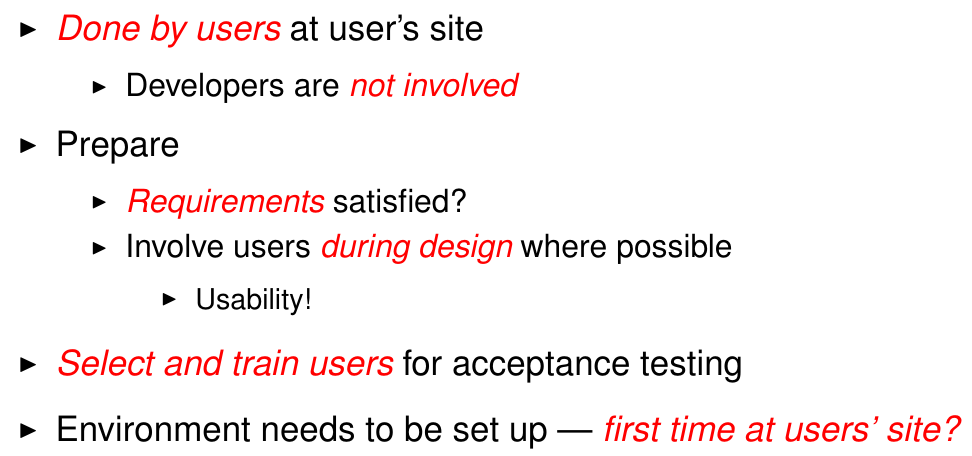 ▶ Done by users at user’s site
▶ Developers are not involved
▶ Prepare
▶ Requirements satisfied?
▶ Involve users during design where possible
▶ Usability!
▶ Select and train users for acceptance testing
▶ Environment needs to be set up — first time at users’ site?